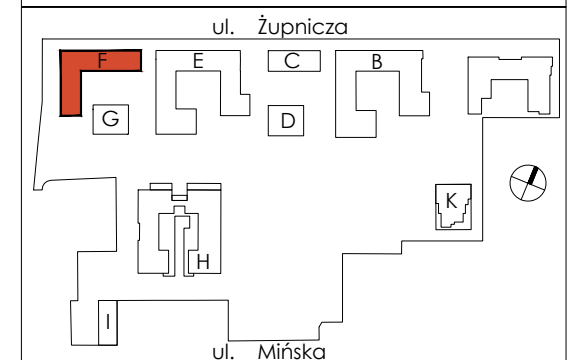 ul. Żupnicza
F E C B
G D
K
H
I
ul. Mińska